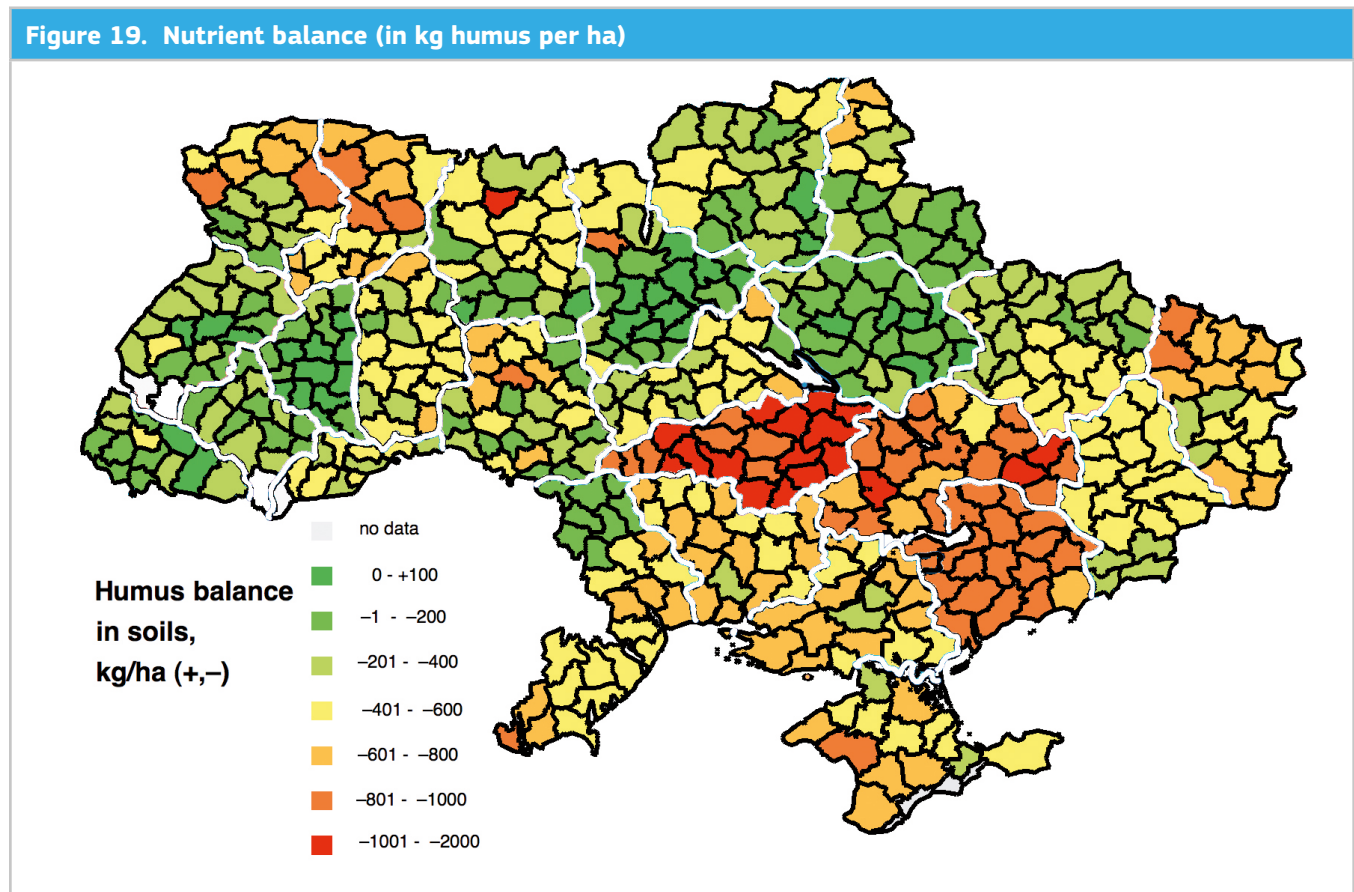 Figure 19. Nutrient balance (in kg humus per ha)
no data
Humus balance
in soils,
kg/ha (+,–)
0 - +100
–1 - –200
–201 - –400
–401 - –600
–601 - –800
–801 - –1000
–1001 - –2000